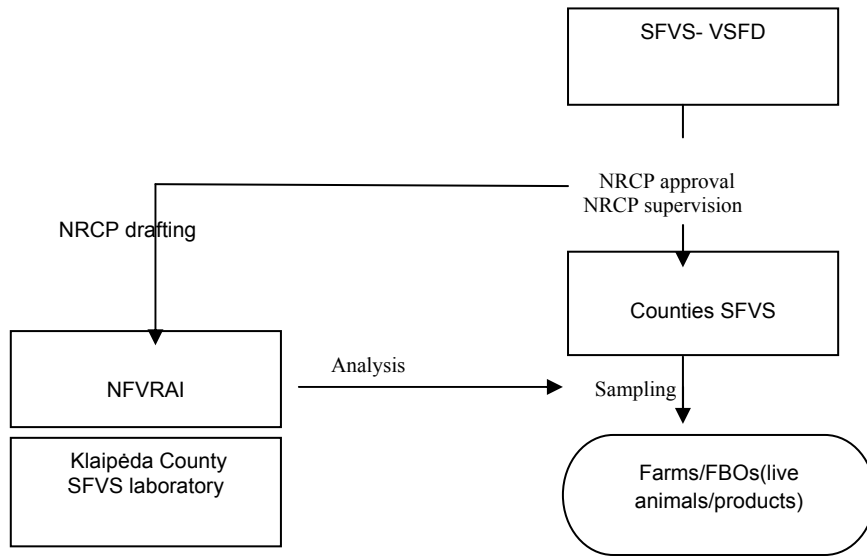 SFVS- VSFD
NRCP approval
NRCP supervision
NRCP drafting
Counties SFVS
NFVRAI
Analysis
Sampling
Klaipėda County
SFVS laboratory
Farms/FBOs(live
animals/products)